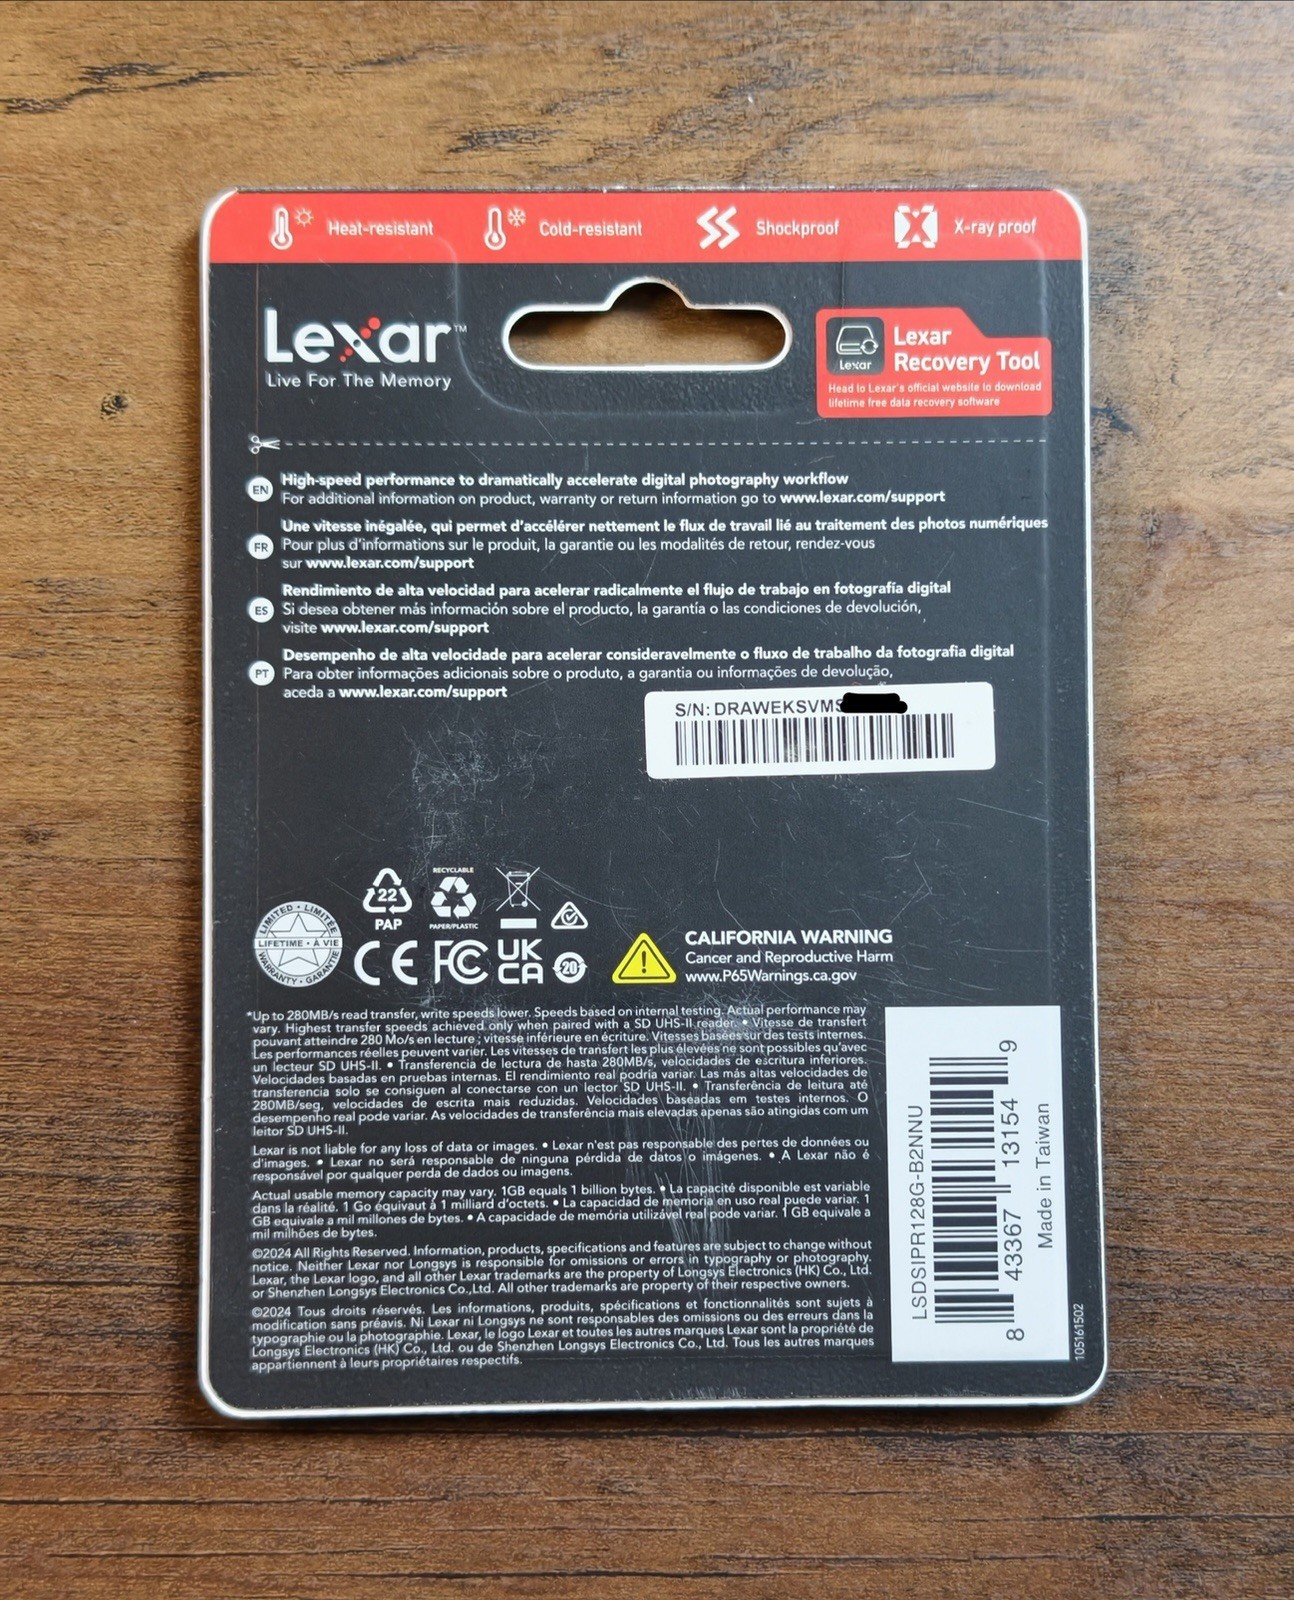 Heat-resistant
Cold-resistant
Shockproof
X-ray proof
Lexar™
Live For The Memory
Lexar
Lexar
Recovery Tool
Head to Lexar's official website to download
lifetime free data recovery software
EN
High-speed performance to dramatically accelerate digital photography workflow
For additional information on product, warranty or return information go to www.lexar.com/support
FR
Une vitesse inégalée, qui permet d'accélérer nettement le flux de travail lié au traitement des photos numériques
Pour plus d'informations sur le produit, la garantie ou les modalités de retour, rendez-vous
sur www.lexar.com/support
ES
Rendimiento de alta velocidad para acelerar radicalmente el flujo de trabajo en fotografía digital
Si desea obtener más información sobre el producto, la garantía o las condiciones de devolución,
visite www.lexar.com/support
PT
Desempenho de alta velocidade para acelerar consideravelmente o fluxo de trabalho da fotografia digital
Para obter informações adicionais sobre o produto, a garantia ou informações de devolução,
aceda a www.lexar.com/support
S/N: DRAWEKSVMS
22
PAP
RECYCLABLE
PAPER/PLASTIC
LIMITED • LIMITÉE
LIFETIME • À VIE
WARRANTY • GARANTIE
CE FC UK
CA
20
CALIFORNIA WARNING
Cancer and Reproductive Harm
www.P65Warnings.ca.gov
*Up to 280MB/s read transfer, write speeds lower. Speeds based on internal testing. Actual performance may
vary. Highest transfer speeds achieved only when paired with a SD UHS-II reader. • Vitesse de transfert
pouvant atteindre 280 Mo/s en lecture ; vitesse inférieure en écriture. Vitesses basées sur des tests internes.
Les performances réelles peuvent varier. Les vitesses de transfert les plus élevées ne sont possibles qu'avec
un lecteur SD UHS-II. • Transferencia de lectura de hasta 280MB/s, velocidades de escritura inferiores.
Velocidades basadas en pruebas internas. El rendimiento real podría variar. Las más altas velocidades de
transferencia solo se consiguen al conectarse con un lector SD UHS-II. • Transferência de leitura até
280MB/seg, velocidades de escrita mais reduzidas. Velocidades baseadas em testes internos. O
desempenho real pode variar. As velocidades de transferência mais elevadas apenas são atingidas com um
leitor SD UHS-II.
Lexar is not liable for any loss of data or images. • Lexar n'est pas responsable des pertes de données ou
d'images. • Lexar no será responsable de ninguna pérdida de datos o imágenes. • A Lexar não é
responsável por qualquer perda de dados ou imagens.
Actual usable memory capacity may vary. 1GB equals 1 billion bytes. • La capacité disponible est variable
dans la réalité. 1 Go équivaut à 1 milliard d'octets. • La capacidad de memoria en uso real puede variar. 1
GB equivale a mil millones de bytes. • A capacidade de memória utilizável real pode variar. 1 GB equivale a
mil milhões de bytes.
©2024 All Rights Reserved. Information, products, specifications and features are subject to change without
notice. Neither Lexar nor Longsys is responsible for omissions or errors in typography or photography.
Lexar, the Lexar logo, and all other Lexar trademarks are the property of Longsys Electronics (HK) Co., Ltd.
or Shenzhen Longsys Electronics Co.,Ltd. All other trademarks are property of their respective owners.
©2024 Tous droits réservés. Les informations, produits, spécifications et fonctionnalités sont sujets à
modification sans préavis. Ni Lexar ni Longsys ne sont responsables des omissions ou des erreurs dans la
typographie ou la photographie. Lexar, le logo Lexar et toutes les autres marques Lexar sont la propriété de
Longsys Electronics (HK) Co., Ltd. ou de Shenzhen Longsys Electronics Co., Ltd. Tous les autres marques
appartiennent à leurs propriétaires respectifs.
LSDSIPR128G-B2NNU
8 43367 13154 9
Made in Taiwan
105161502